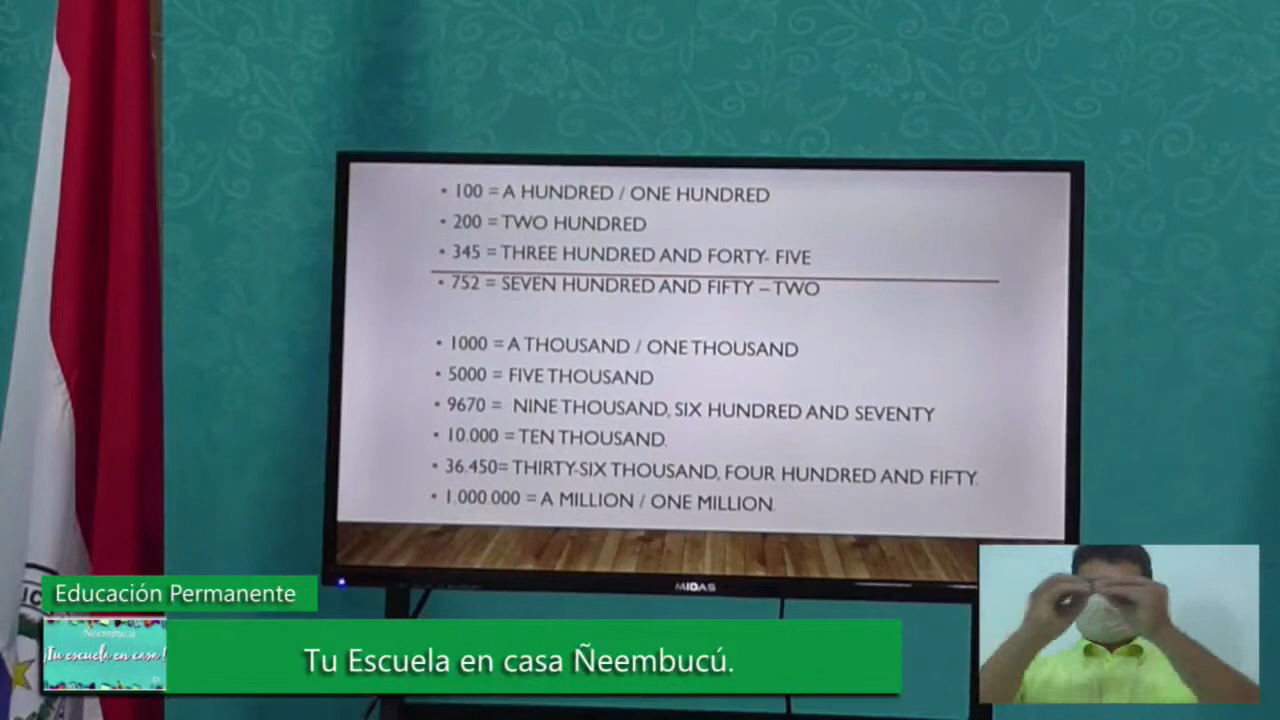 • 100 = A HUNDRED / ONE HUNDRED
• 200 = TWO HUNDRED
• 345 = THREE HUNDRED AND FORTY- FIVE
• 752 = SEVEN HUNDRED AND FIFTY – TWO
• 1000 = A THOUSAND / ONE THOUSAND
• 5000 = FIVE THOUSAND
• 9670 = NINE THOUSAND, SIX HUNDRED AND SEVENTY
• 10.000 = TEN THOUSAND.
• 36.450= THIRTY-SIX THOUSAND, FOUR HUNDRED AND FIFTY.
• 1.000.000 = A MILLION / ONE MILLION.
MIDAS
Educación Permanente
Ñeembucú
¡Tu escuela en casa!
Tu Escuela en casa Ñeembucú.